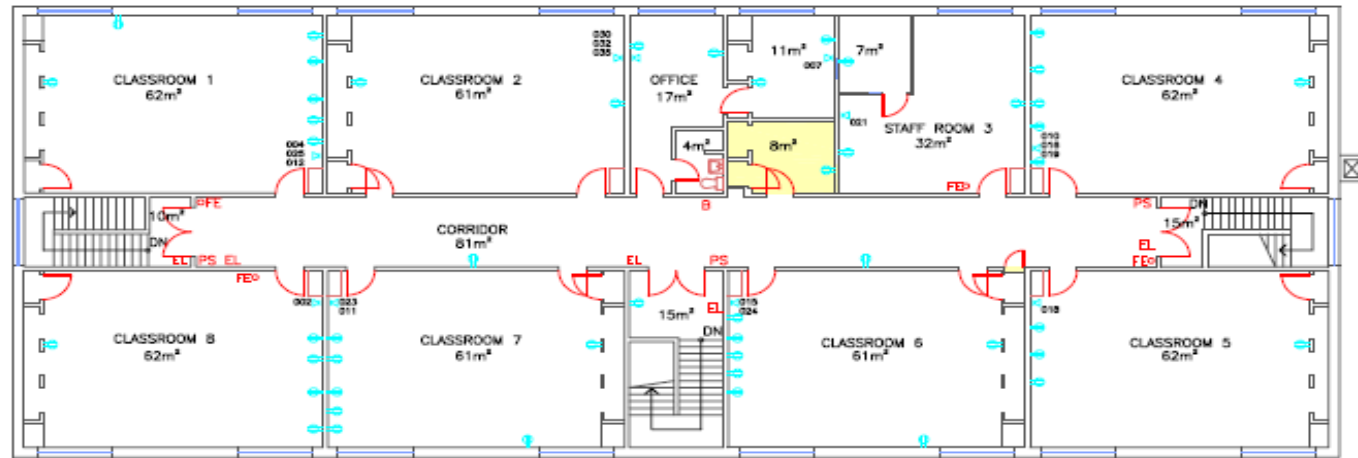 CLASSROOM 1
62m²
004
025
012
CLASSROOM 2
61m²
030
032
035
OFFICE
17m²
4m²
11m²
007
8m²
7m²
021
STAFF ROOM 3
32m²
FE
CLASSROOM 4
62m²
010
016
019
10m²
FE
DN
EL
PS EL
CORRIDOR
81m²
B
EL
PS
PS
DN
15m²
EL
FE
FE
CLASSROOM 8
62m²
002
023
011
CLASSROOM 7
61m²
15m²
EL
DN
015
024
CLASSROOM 6
61m²
018
CLASSROOM 5
62m²